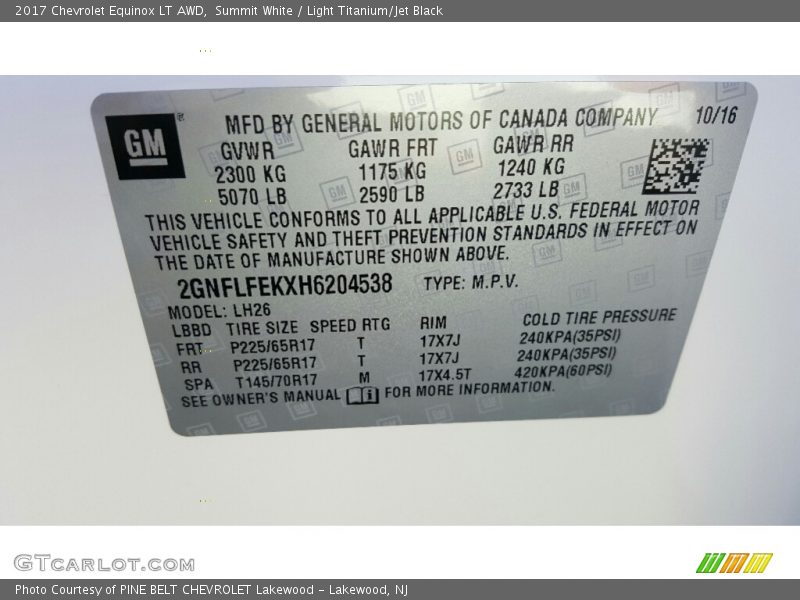 2017 Chevrolet Equinox LT AWD, Summit White / Light Titanium/Jet Black
GM
MFD BY GENERAL MOTORS OF CANADA COMPANY 10/16
GVWR GAWR FRT GAWR RR
2300 KG 1175 KG 1240 KG
5070 LB 2590 LB 2733 LB
THIS VEHICLE CONFORMS TO ALL APPLICABLE U.S. FEDERAL MOTOR
VEHICLE SAFETY AND THEFT PREVENTION STANDARDS IN EFFECT ON
THE DATE OF MANUFACTURE SHOWN ABOVE.
2GNFLFEKXH6204538 TYPE: M.P.V.
MODEL: LH26
LBBD TIRE SIZE SPEED RTG RIM COLD TIRE PRESSURE
FRT P225/65R17 T 17X7J 240KPA(35PSI)
RR P225/65R17 T 17X7J 240KPA(35PSI)
SPA T145/70R17 M 17X4.5T 420KPA(60PSI)
SEE OWNER'S MANUAL FOR MORE INFORMATION.
GTCARLOT.COM
Photo Courtesy of PINE BELT CHEVROLET Lakewood - Lakewood, NJ